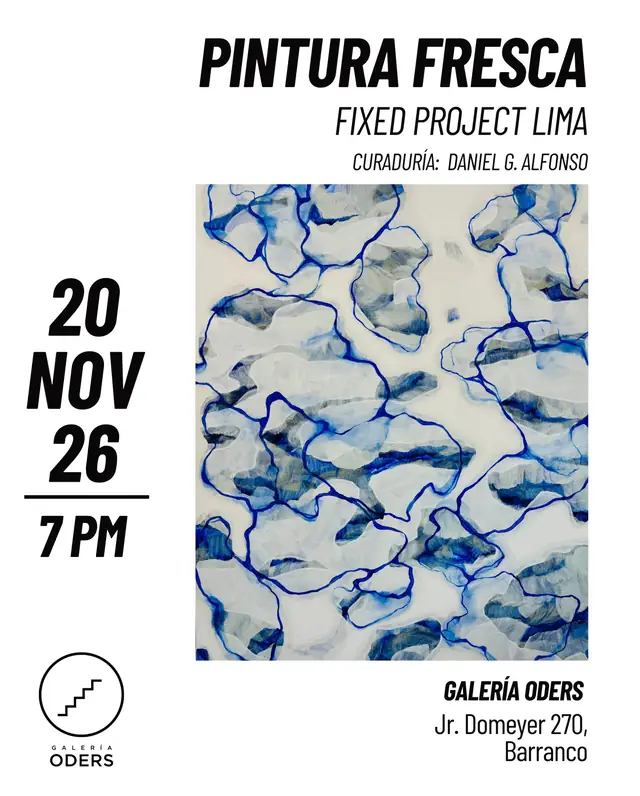 PINTURA FRESCA
FIXED PROJECT LIMA
CURADURÍA: DANIEL G. ALFONSO
20
NOV
26
7 PM
GALERÍA ODERS
Jr. Domeyer 270,
Barranco
GALERÍA
ODERS